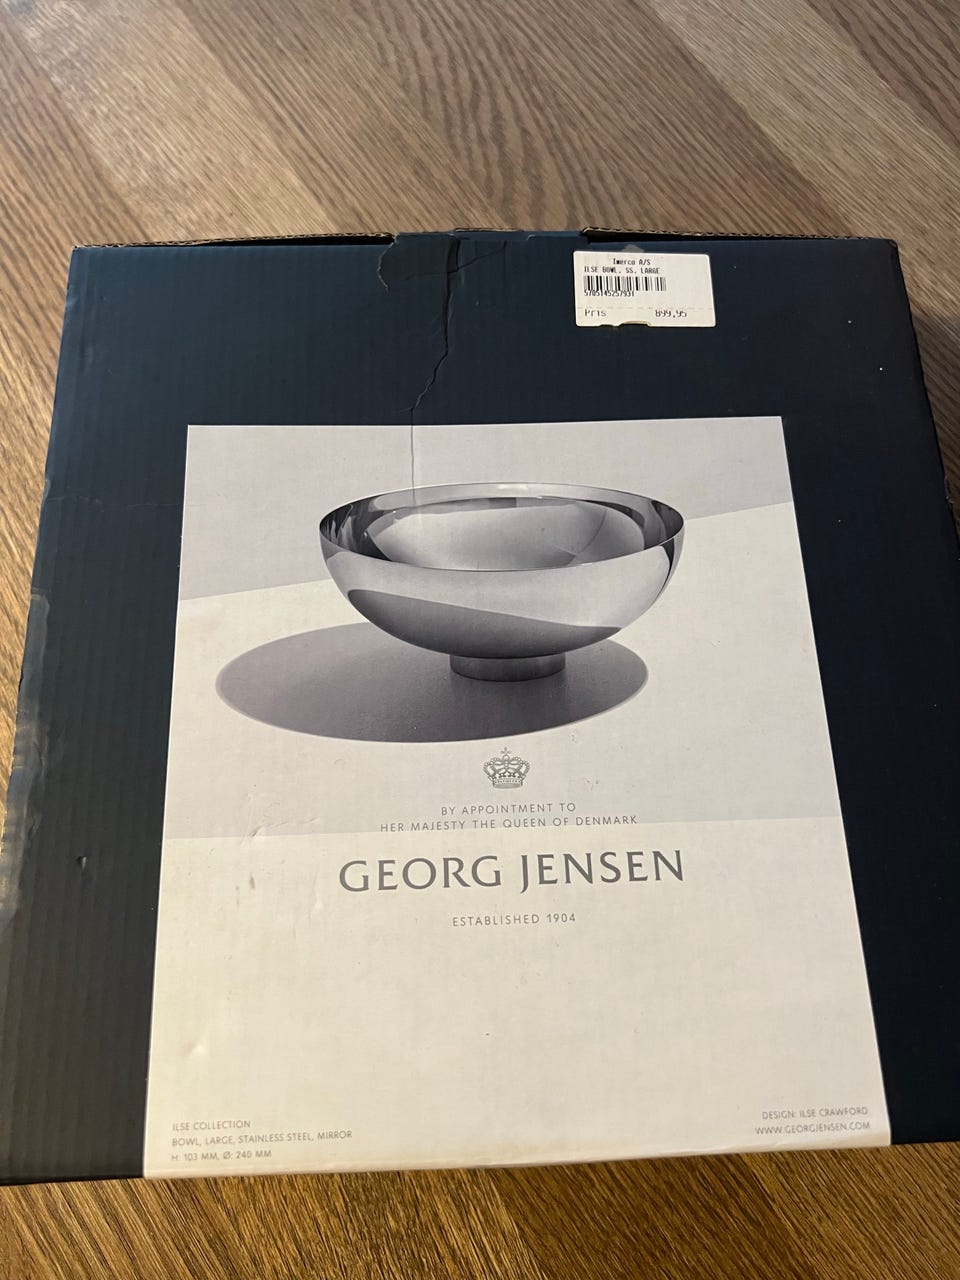 Imerco A/S
ILSE BOWL, SS, LARGE
5705145257931
Pris 899,95
BY APPOINTMENT TO
HER MAJESTY THE QUEEN OF DENMARK
GEORG JENSEN
ESTABLISHED 1904
ILSE COLLECTION
BOWL, LARGE, STAINLESS STEEL, MIRROR
H: 103 MM, Ø: 240 MM
DESIGN: ILSE CRAWFORD
WWW.GEORGJENSEN.COM